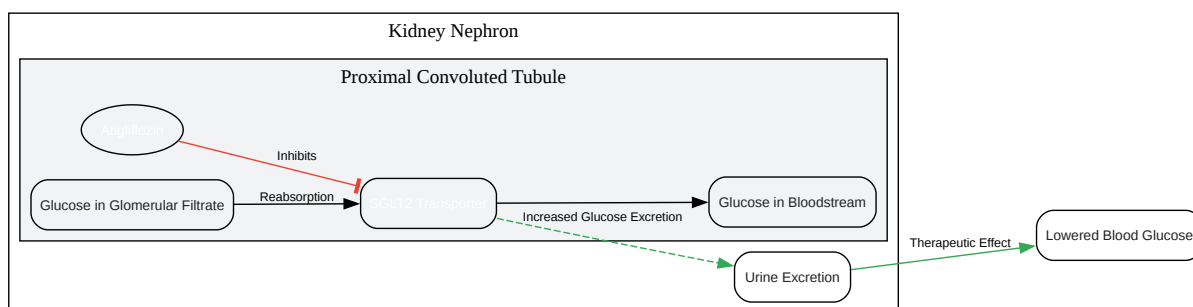 Kidney Nephron
Proximal Convoluted Tubule
Atigliflozin
Inhibits
Glucose in Glomerular Filtrate
Reabsorption
SGLT2 Transporter
Glucose in Bloodstream
Increased Glucose Excretion
Lowered Blood Glucose
Therapeutic Effect
Urine Excretion